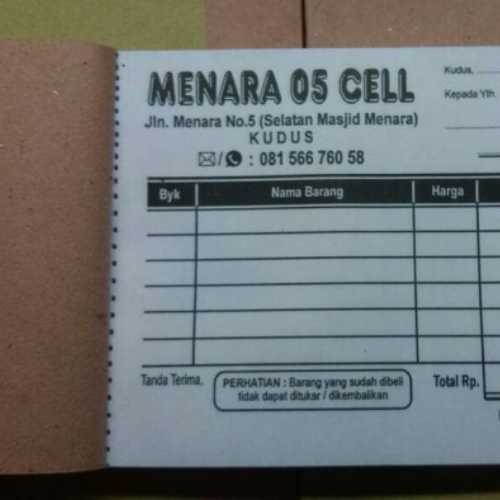 MENARA 05 CELL
Jln. Menara No.5 (Selatan Masjid Menara)
KUDUS
: 081 566 760 58
Kudus, ........
Kepada Yth.
Byk Nama Barang Harga
Tanda Terima,
PERHATIAN : Barang yang sudah dibeli
tidak dapat ditukar / dikembalikan
Total Rp.